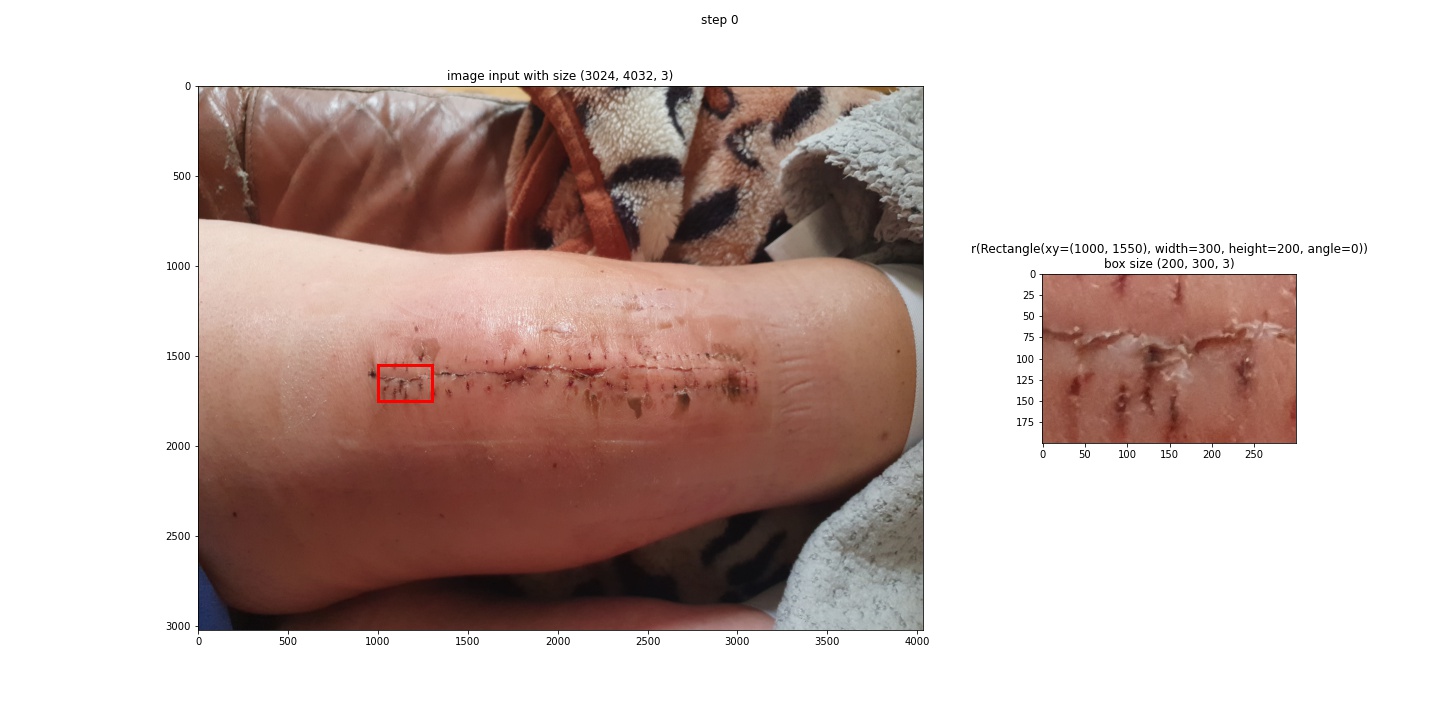 step 0
image input with size (3024, 4032, 3)
0
500
1000
1500
2000
2500
3000
0 500 1000 1500 2000 2500 3000 3500 4000
r(Rectangle(xy=(1000, 1550), width=300, height=200, angle=0))
box size (200, 300, 3)
0
25
50
75
100
125
150
175
0 50 100 150 200 250